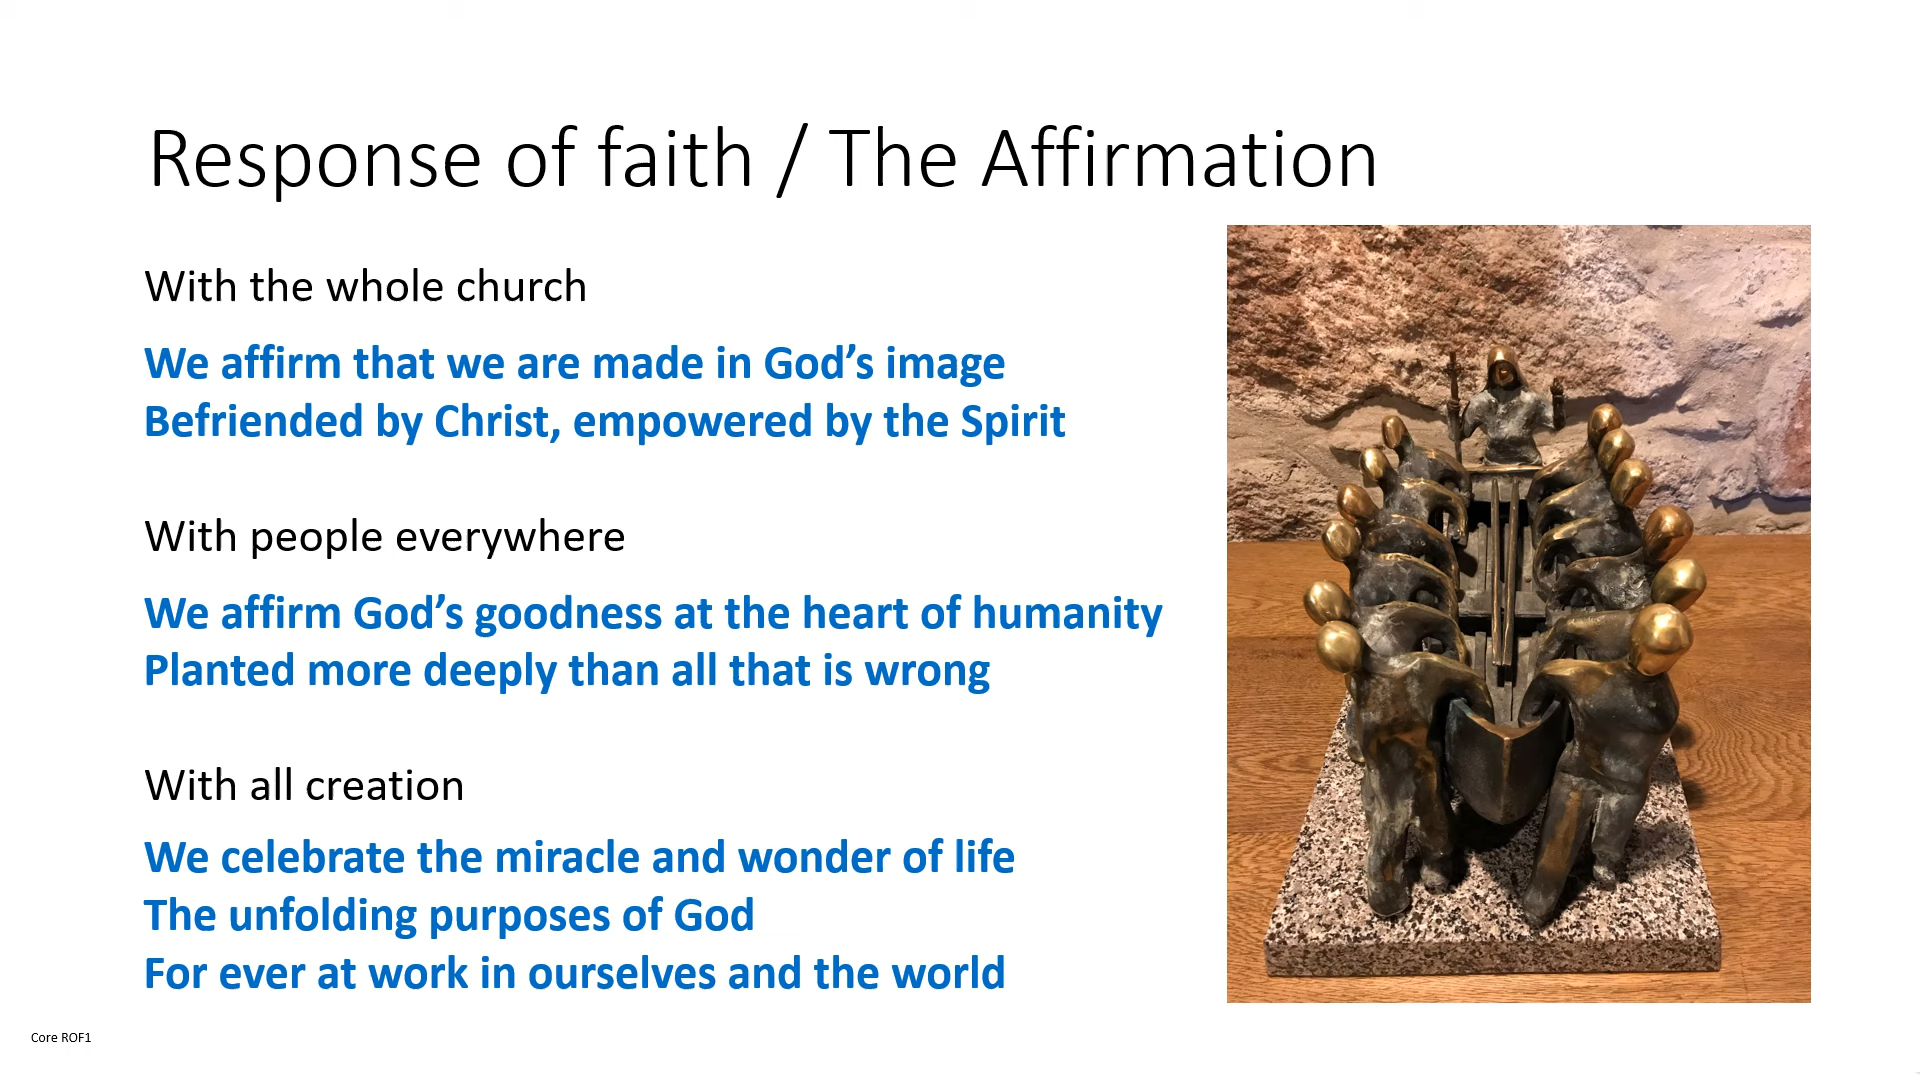 Response of faith / The Affirmation
With the whole church
We affirm that we are made in God’s image
Befriended by Christ, empowered by the Spirit
With people everywhere
We affirm God’s goodness at the heart of humanity
Planted more deeply than all that is wrong
With all creation
We celebrate the miracle and wonder of life
The unfolding purposes of God
For ever at work in ourselves and the world
Core ROF1